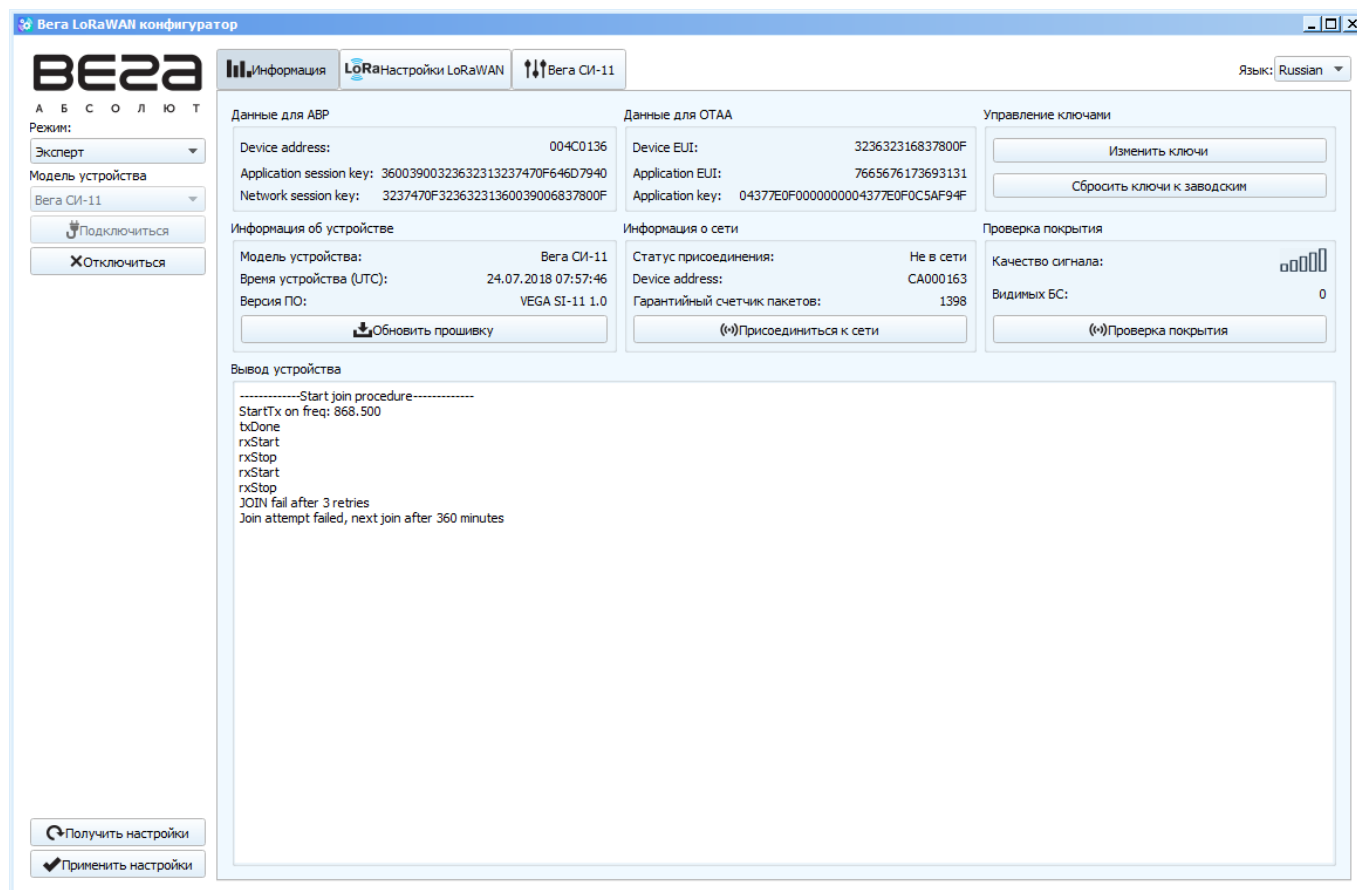 Вега LoRaWAN конфигуратор
ВЕГА
АБСОЛЮТ
Режим:
Эксперт
Модель устройства
Вега СИ-11
Подключиться
Отключиться
Получить настройки
Применить настройки
Информация
LoRa Настройки LoRaWAN
Вега СИ-11
Язык: Russian
Данные для ABP
Device address: 004C0136
Application session key: 3600390032363231323747​0F646D7940
Network session key: 3237470F32363231360039006837800F
Данные для OTAA
Device EUI: 323632316837800F
Application EUI: 7665676173693131
Application key: 04377E0F0000000004377E0F0C5AF94F
Управление ключами
Изменить ключи
Сбросить ключи к заводским
Информация об устройстве
Модель устройства: Вега СИ-11
Время устройства (UTC): 24.07.2018 07:57:46
Версия ПО: VEGA SI-11 1.0
Обновить прошивку
Информация о сети
Статус присоединения: Не в сети
Device address: CA000163
Гарантийный счетчик пакетов: 1398
Присоединиться к сети
Проверка покрытия
Качество сигнала:
Видимых БС: 0
Проверка покрытия
Вывод устройства
-------------Start join procedure-------------
StartTx on freq: 868.500
txDone
rxStart
rxStop
rxStart
rxStop
JOIN fail after 3 retries
Join attempt failed, next join after 360 minutes